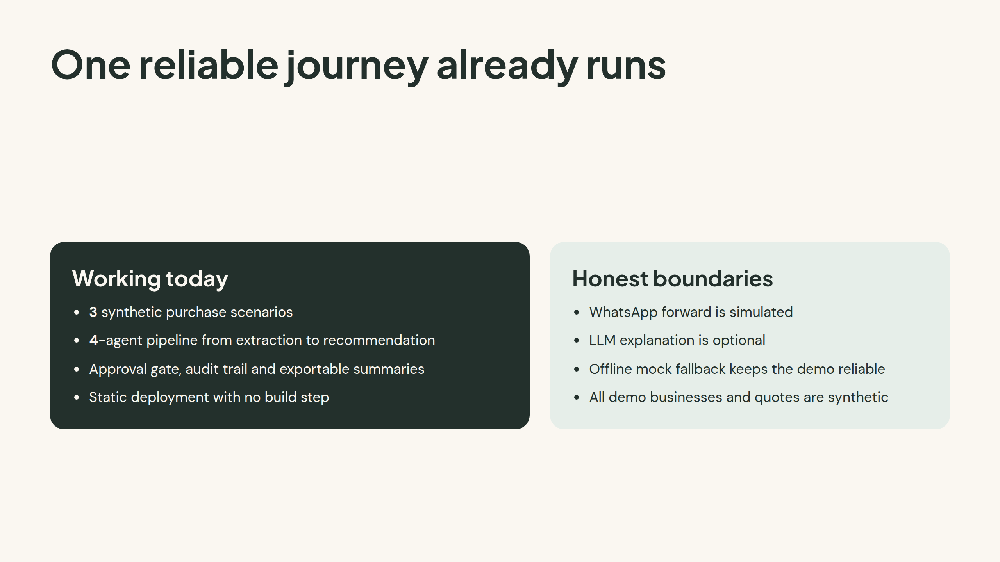 One reliable journey already runs
Working today
• 3 synthetic purchase scenarios
• 4-agent pipeline from extraction to recommendation
• Approval gate, audit trail and exportable summaries
• Static deployment with no build step
Honest boundaries
• WhatsApp forward is simulated
• LLM explanation is optional
• Offline mock fallback keeps the demo reliable
• All demo businesses and quotes are synthetic